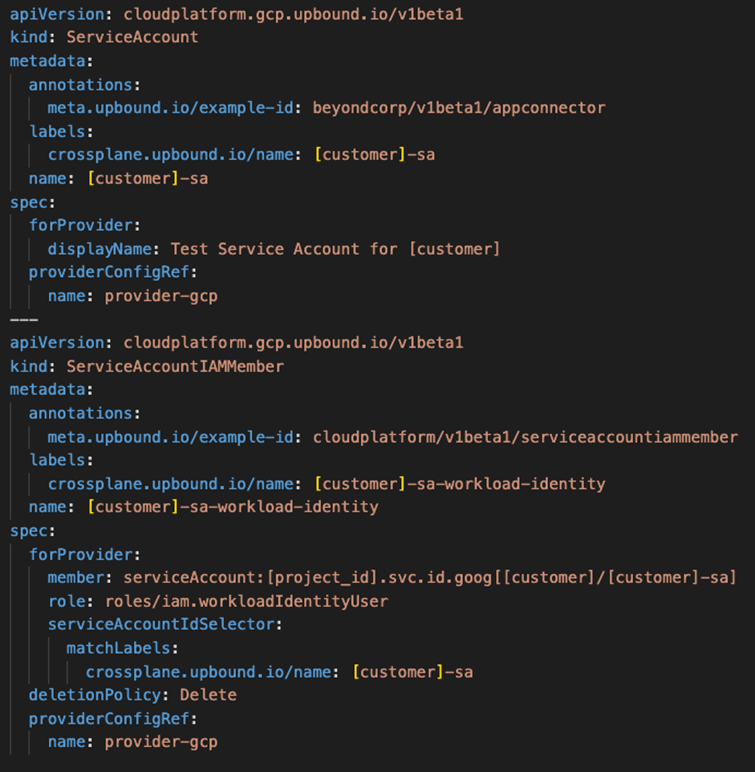 apiVersion: cloudplatform.gcp.upbound.io/v1beta1
kind: ServiceAccount
metadata:
  annotations:
    meta.upbound.io/example-id: beyondcorp/v1beta1/appconnector
  labels:
    crossplane.upbound.io/name: [customer]-sa
  name: [customer]-sa
spec:
  forProvider:
    displayName: Test Service Account for [customer]
  providerConfigRef:
    name: provider-gcp
---
apiVersion: cloudplatform.gcp.upbound.io/v1beta1
kind: ServiceAccountIAMMember
metadata:
  annotations:
    meta.upbound.io/example-id: cloudplatform/v1beta1/serviceaccountiammember
  labels:
    crossplane.upbound.io/name: [customer]-sa-workload-identity
  name: [customer]-sa-workload-identity
spec:
  forProvider:
    member: serviceAccount:[project_id].svc.id.goog[[customer]/[customer]-sa]
    role: roles/iam.workloadIdentityUser
    serviceAccountIdSelector:
      matchLabels:
        crossplane.upbound.io/name: [customer]-sa
  deletionPolicy: Delete
  providerConfigRef:
    name: provider-gcp